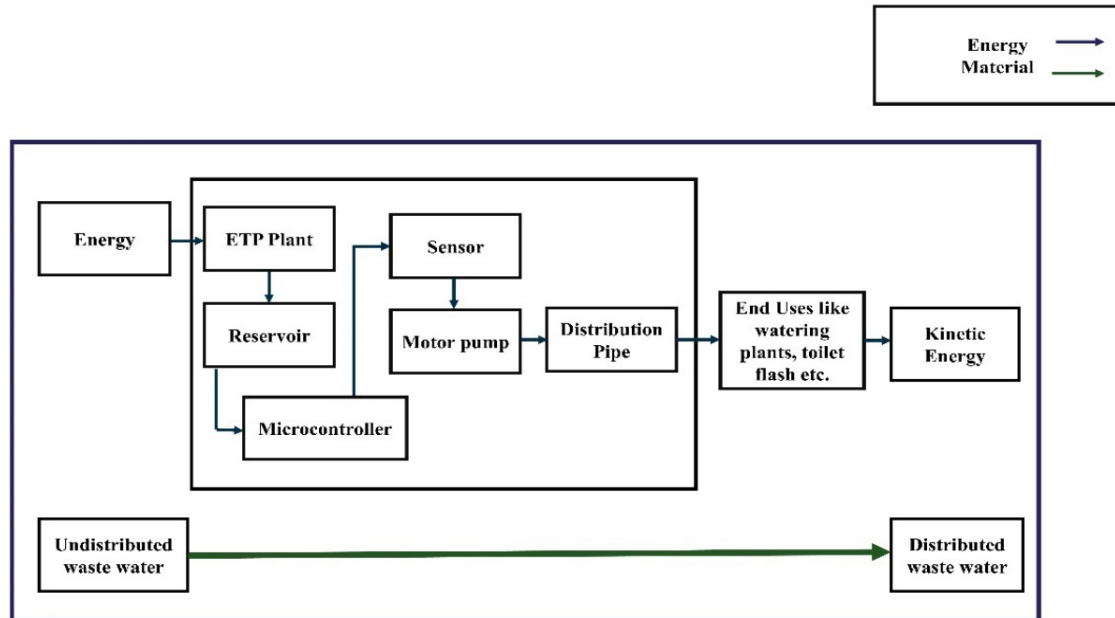 Energy
Material
Energy
ETP Plant
Reservoir
Microcontroller
Sensor
Motor pump
Distribution
Pipe
End Uses like
watering
plants, toilet
flash etc.
Kinetic
Energy
Undistributed
waste water
Distributed
waste water